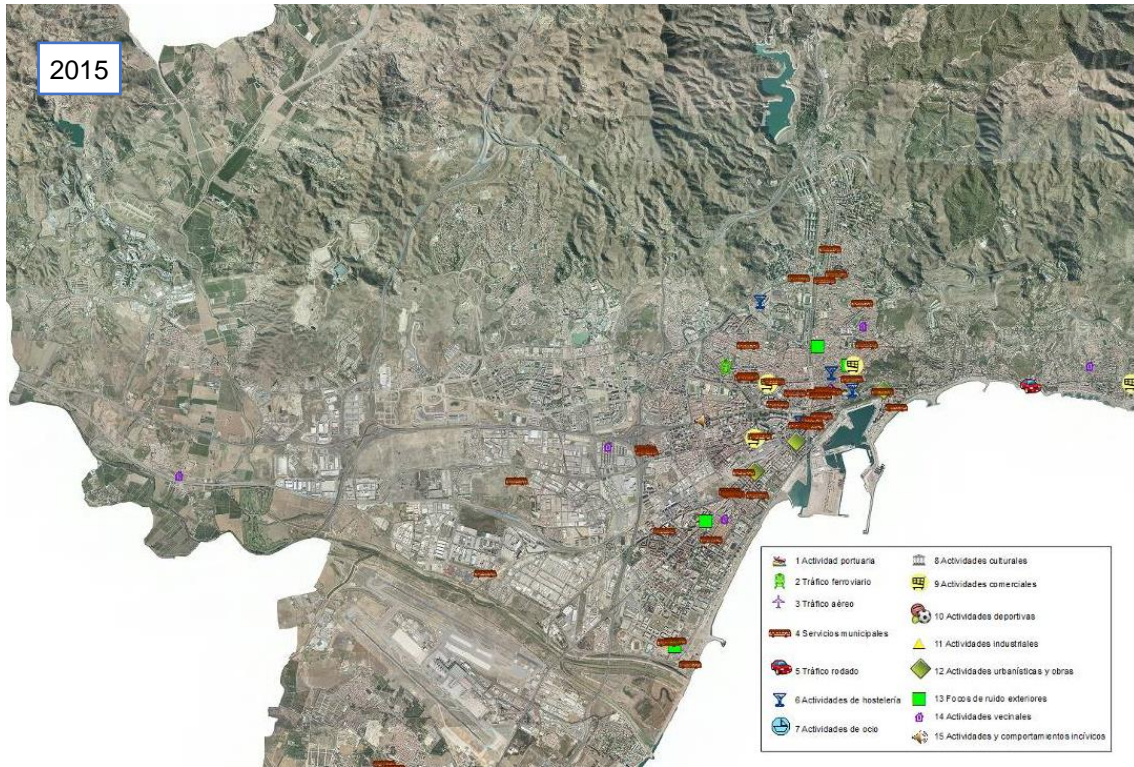 2015
1 Actividad portuaria
2 Tráfico ferroviario
3 Tráfico aéreo
4 Servicios municipales
5 Tráfico rodado
6 Actividades de hostelería
7 Actividades de ocio
8 Actividades culturales
9 Actividades comerciales
10 Actividades deportivas
11 Actividades industriales
12 Actividades urbanísticas y obras
13 Focos de ruido exteriores
14 Actividades vecinales
15 Actividades y comportamientos incívicos